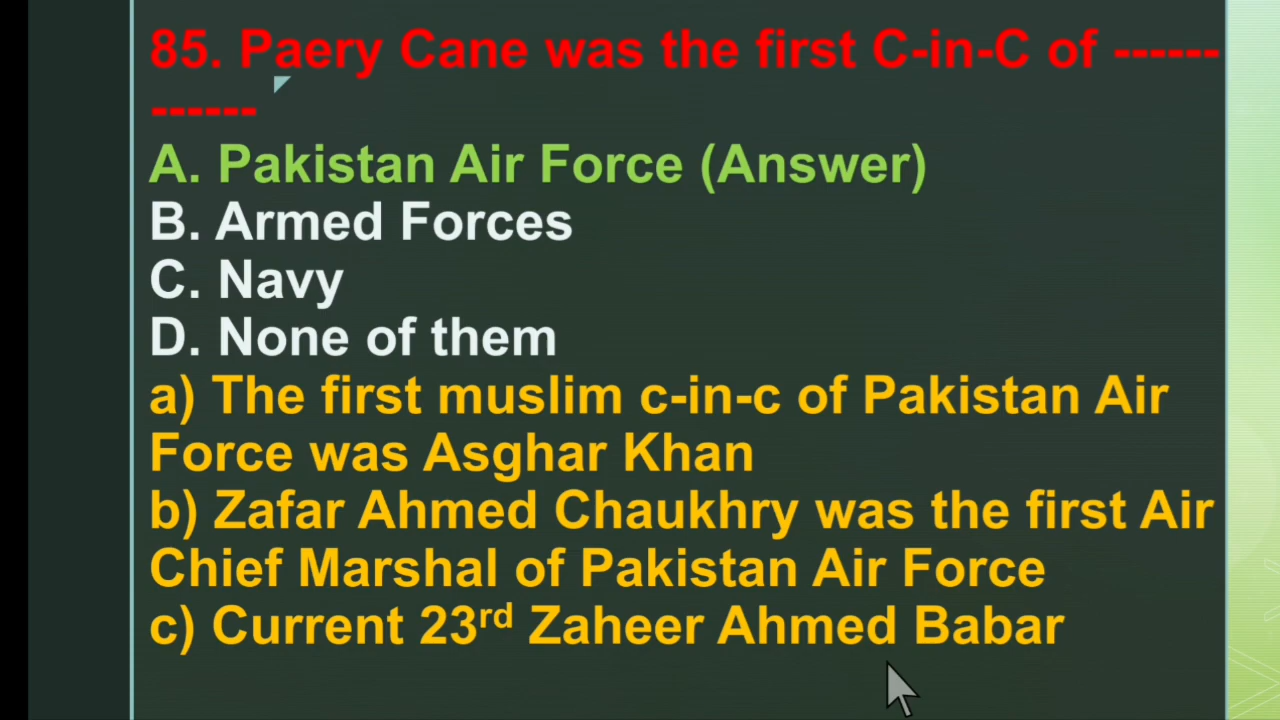 85. Paery Cane was the first C-in-C of ------
------
A. Pakistan Air Force (Answer)
B. Armed Forces
C. Navy
D. None of them
a) The first muslim c-in-c of Pakistan Air
Force was Asghar Khan
b) Zafar Ahmed Chaukhry was the first Air
Chief Marshal of Pakistan Air Force
c) Current 23rd Zaheer Ahmed Babar